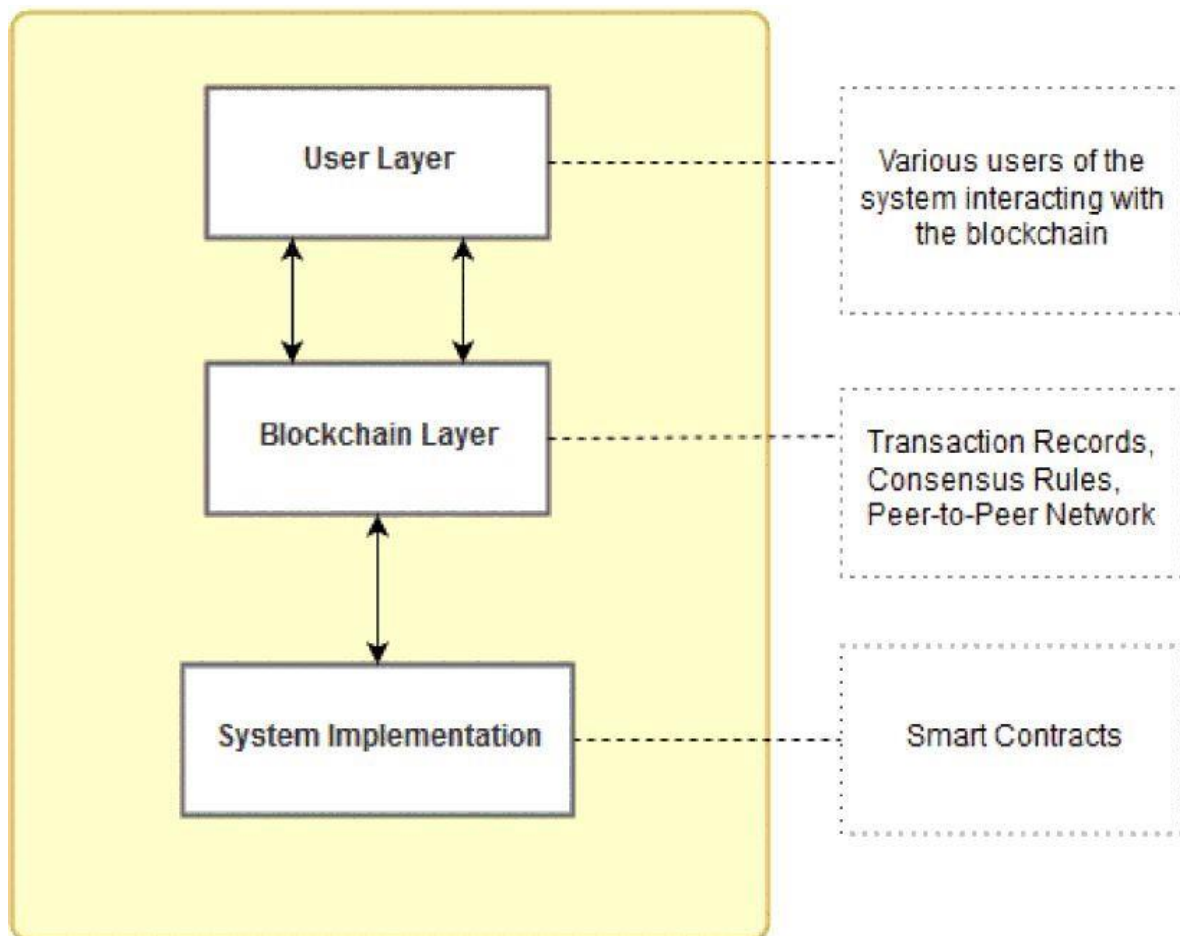 User Layer
Various users of the
system interacting with
the blockchain
Blockchain Layer
Transaction Records,
Consensus Rules,
Peer-to-Peer Network
System Implementation
Smart Contracts